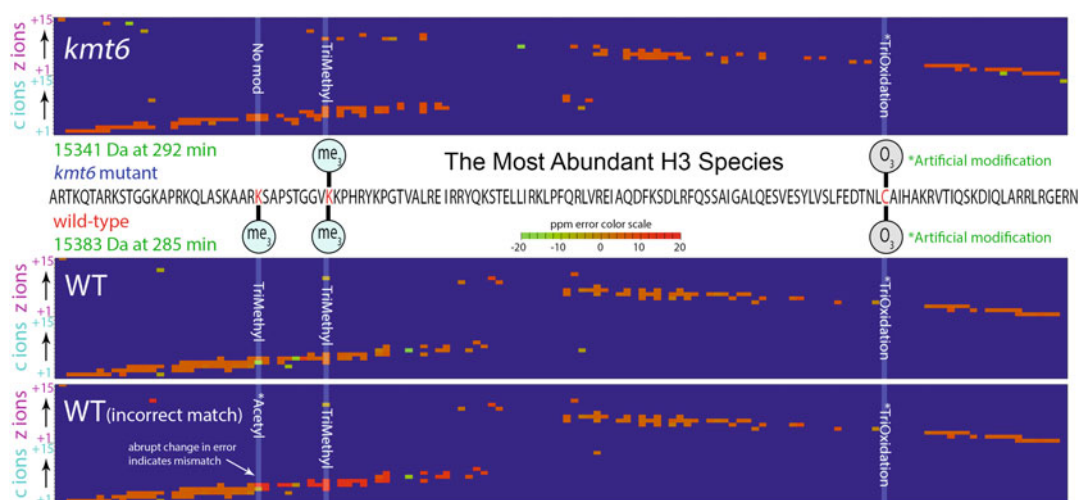 +15
z ions
+1
+15
c ions
+1
kmt6
No mod
TriMethyl
*TriOxidation
15341 Da at 292 min
kmt6 mutant
me3
The Most Abundant H3 Species
O3
*Artificial modification
ARTKQTARKSTGGKAPRKQLASKAARKSAPSTGGVKKPHRYKPGTVALREIRRYQKSTELLIRKLPFQRLVREIAQDFKSDLRFQSSAIGALQESVESYLVSLFEDTNLCAIHAKRVTIQSKDIQLARRLRGERN
wild-type
15383 Da at 285 min
me3
me3
ppm error color scale
-20 -10 10 20
O3
*Artificial modification
+15
z ions
+1
+15
c ions
+1
WT
TriMethyl
TriMethyl
*TriOxidation
+15
z ions
+1
+15
c ions
+1
WT (incorrect match)
*Acetyl
TriMethyl
*TriOxidation
abrupt change in error
indicates mismatch